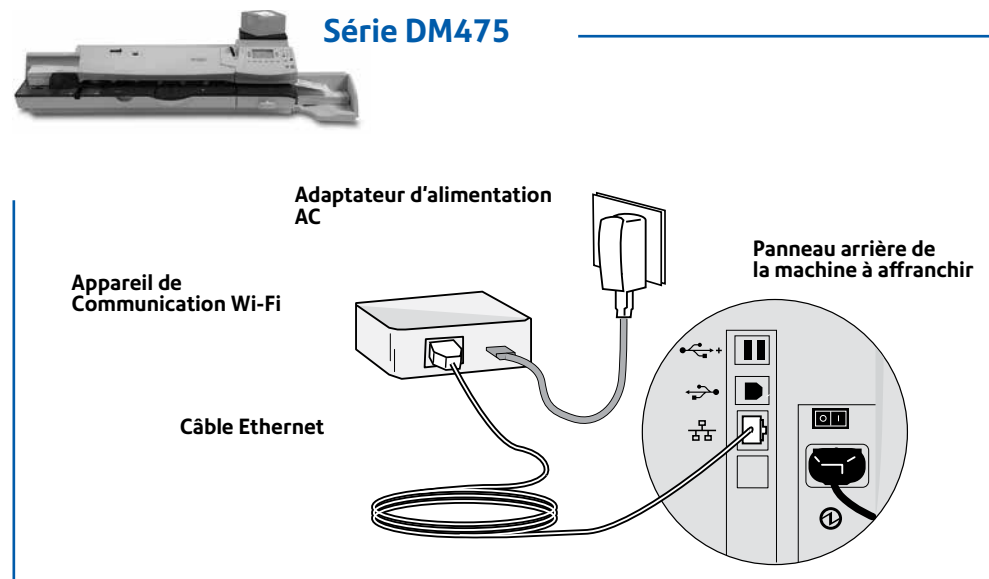 Série DM475
Adaptateur d'alimentation
AC
Panneau arrière de
la machine à affranchir
Appareil de
Communication Wi-Fi
Câble Ethernet